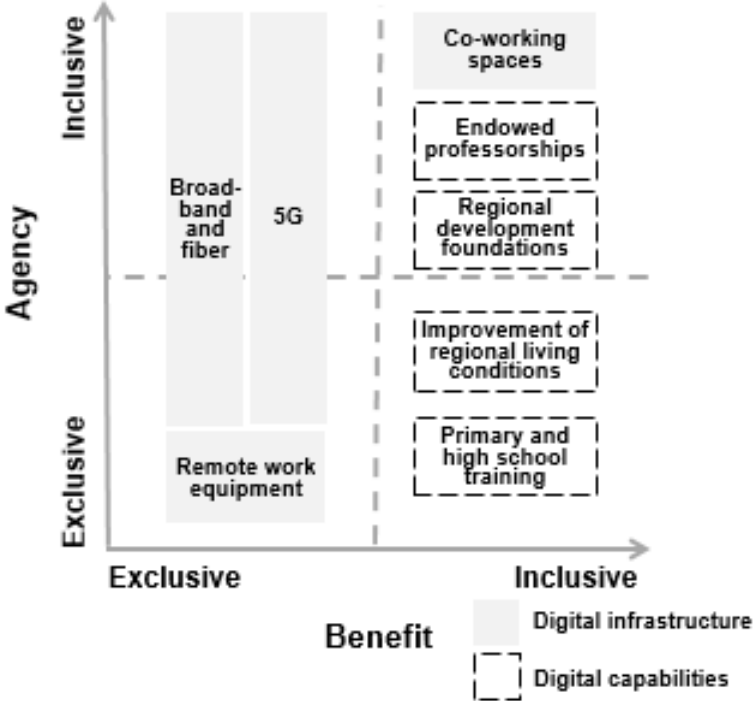 Agency
Inclusive
Exclusive
Broad-
band
and
fiber
5G
Remote work
equipment
Co-working
spaces
Endowed
professorships
Regional
development
foundations
Improvement of
regional living
conditions
Primary and
high school
training
Exclusive
Inclusive
Benefit
Digital infrastructure
Digital capabilities